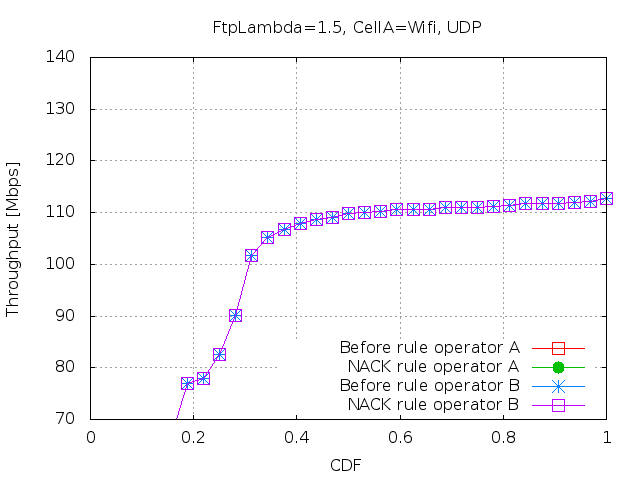 FtpLambda=1.5, CellA=Wifi, UDP
140
130
120
110
100
90
80
70
Throughput [Mbps]
Before rule operator A
NACK rule operator A
Before rule operator B
NACK rule operator B
0 0.2 0.4 0.6 0.8 1
CDF